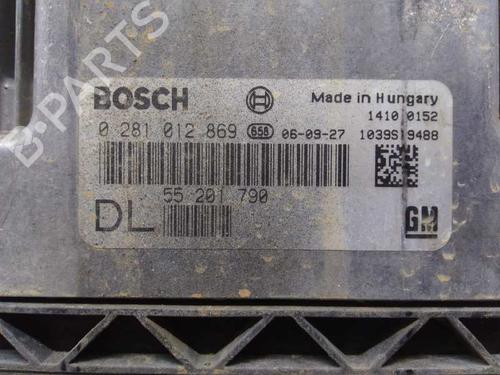 B-PARTS
BOSCH Made in Hungary
1410 0152
0 281 012 869 658 06-09-27 1039S19488
55 201 790
DL
GM